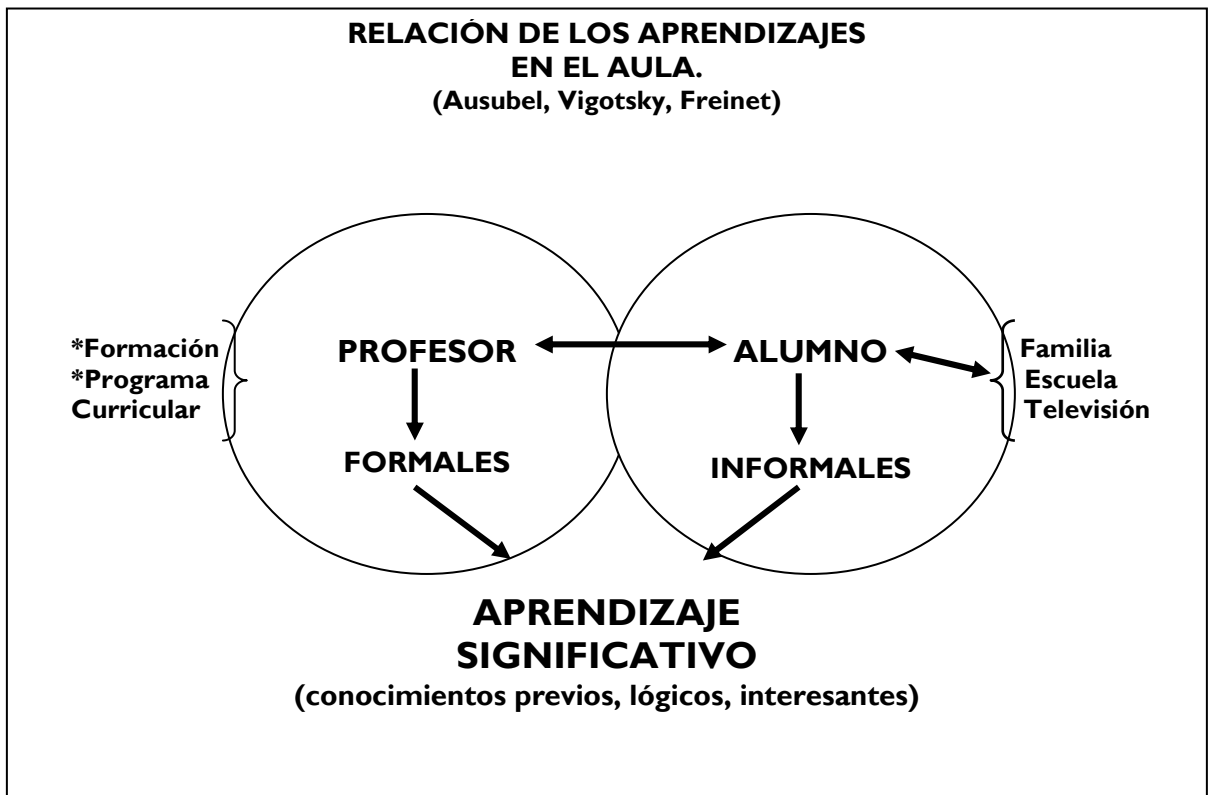 RELACIÓN DE LOS APRENDIZAJES
EN EL AULA.
(Ausubel, Vigotsky, Freinet)
*Formación
*Programa
Curricular
PROFESOR
ALUMNO
Familia
Escuela
Televisión
FORMALES
INFORMALES
APRENDIZAJE
SIGNIFICATIVO
(conocimientos previos, lógicos, interesantes)